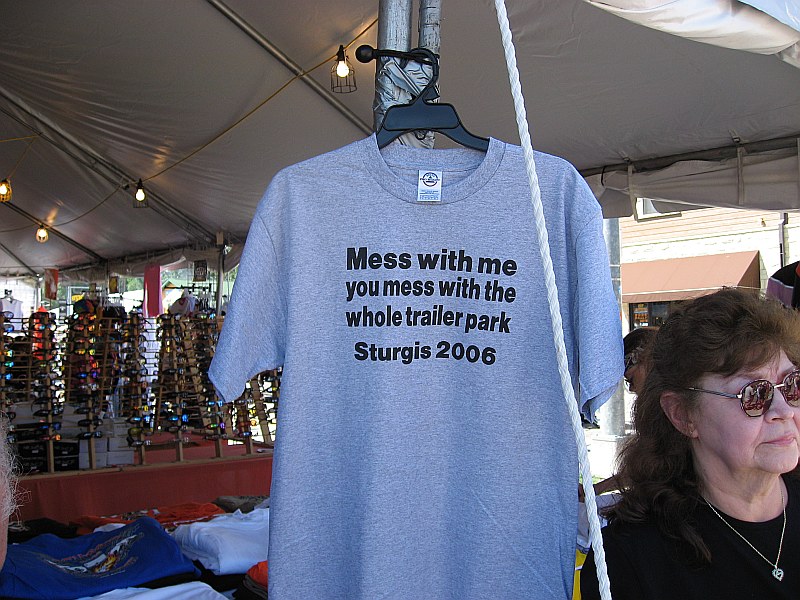 Mess with me
you mess with the
whole trailer park
Sturgis 2006